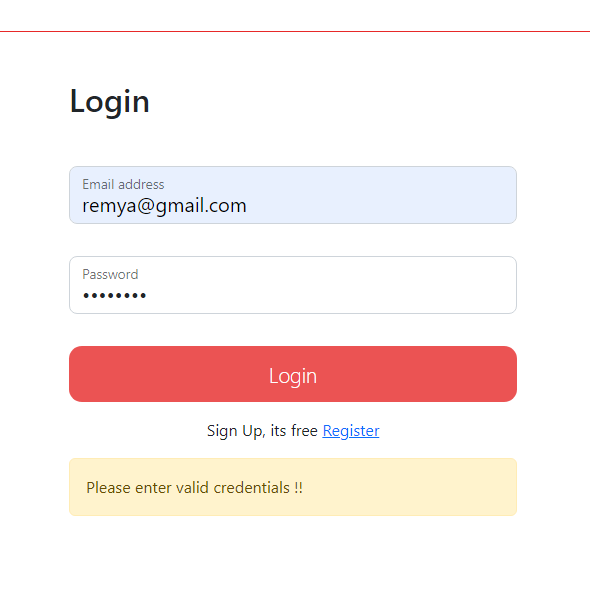 Login
Email address
remya@gmail.com
Password
••••••••
Login
Sign Up, its free Register
Please enter valid credentials !!